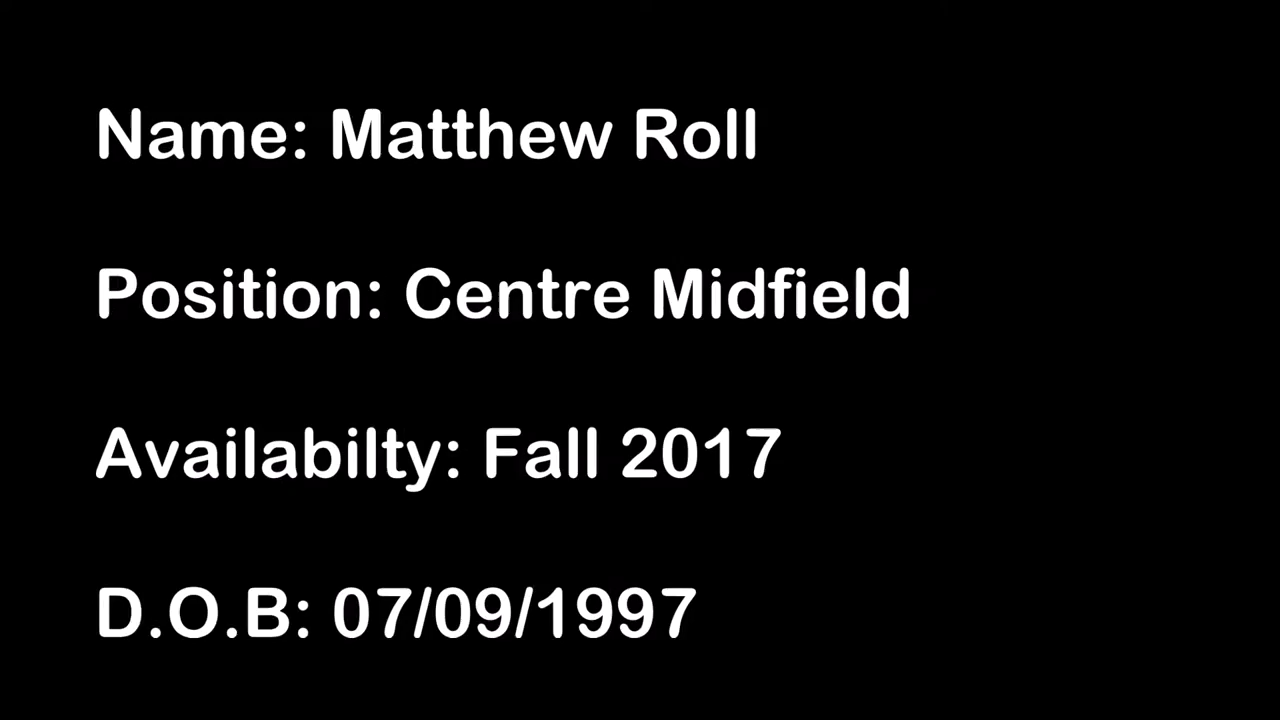 Name: Matthew Roll
Position: Centre Midfield
Availabilty: Fall 2017
D.O.B: 07/09/1997